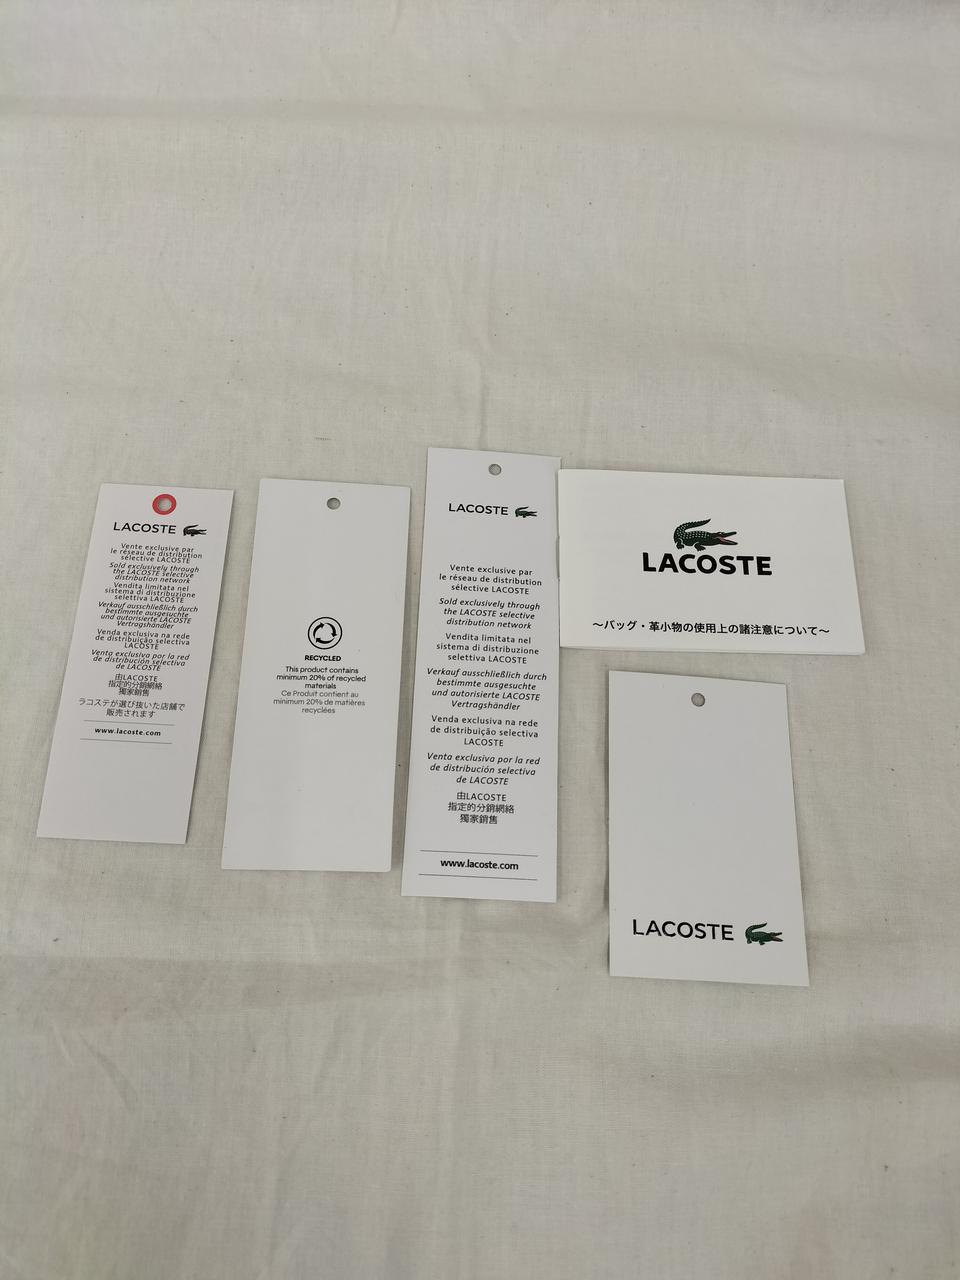 LACOSTE
Vente exclusive par
le réseau de distribution
sélective LACOSTE
Sold exclusively through
the LACOSTE selective
distribution network
Vendita limitata nel
sistema di distribuzione
selettiva LACOSTE
Verkauf ausschließlich durch
bestimmte ausgesuchte
und autorisierte LACOSTE
Vertragshändler
Venda exclusiva na rede
de distribuição selectiva
LACOSTE
Venta exclusiva por la red
de distribución selectiva
de LACOSTE
由LACOSTE
指定的分銷網絡
獨家銷售
ラコステが選び抜いた店舗で
販売されます
www.lacoste.com
RECYCLED
This product contains
minimum 20% of recycled
materials
Ce Produit contient au
minimum 20% de matières
recyclées
LACOSTE
Vente exclusive par
le réseau de distribution
sélective LACOSTE
Sold exclusively through
the LACOSTE selective
distribution network
Vendita limitata nel
sistema di distribuzione
selettiva LACOSTE
Verkauf ausschließlich durch
bestimmte ausgesuchte
und autorisierte LACOSTE
Vertragshändler
Venda exclusiva na rede
de distribuição selectiva
LACOSTE
Venta exclusiva por la red
de distribución selectiva
de LACOSTE
由LACOSTE
指定的分銷網絡
獨家銷售
www.lacoste.com
LACOSTE
～バッグ・革小物の使用上の諸注意について～
LACOSTE